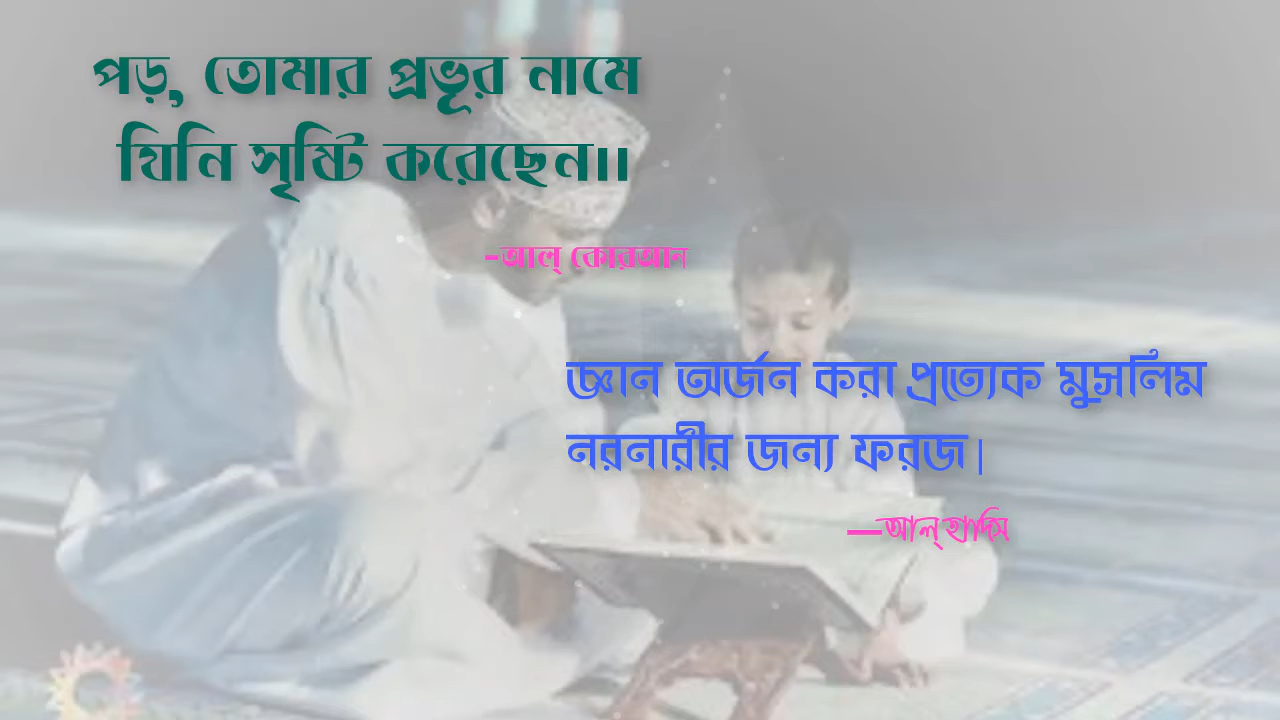 পড়, তোমার প্রভূর নামে
যিনি সৃষ্টি করেছেন।।
-আল্ কোরআন
জ্ঞান অর্জন করা প্রত্যেক মুসলিম
নরনারীর জন্য ফরজ।
—আল্ হাদিস